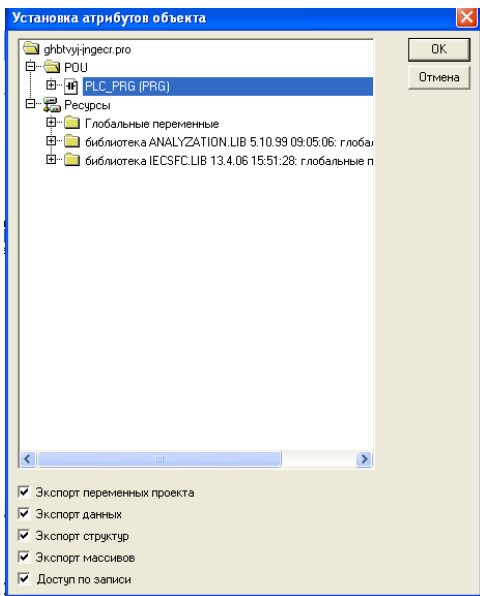 Установка атрибутов объекта
ghbtvyj-jngecr.pro
OK
POU
Отмена
PLC_PRG (PRG)
Ресурсы
Глобальные переменные
библиотека ANALYZATION.LIB 5.10.99 09:05:06: глобал
библиотека IECSFC.LIB 13.4.06 15:51:28: глобальные п
Экспорт переменных проекта
Экспорт данных
Экспорт структур
Экспорт массивов
Доступ по записи